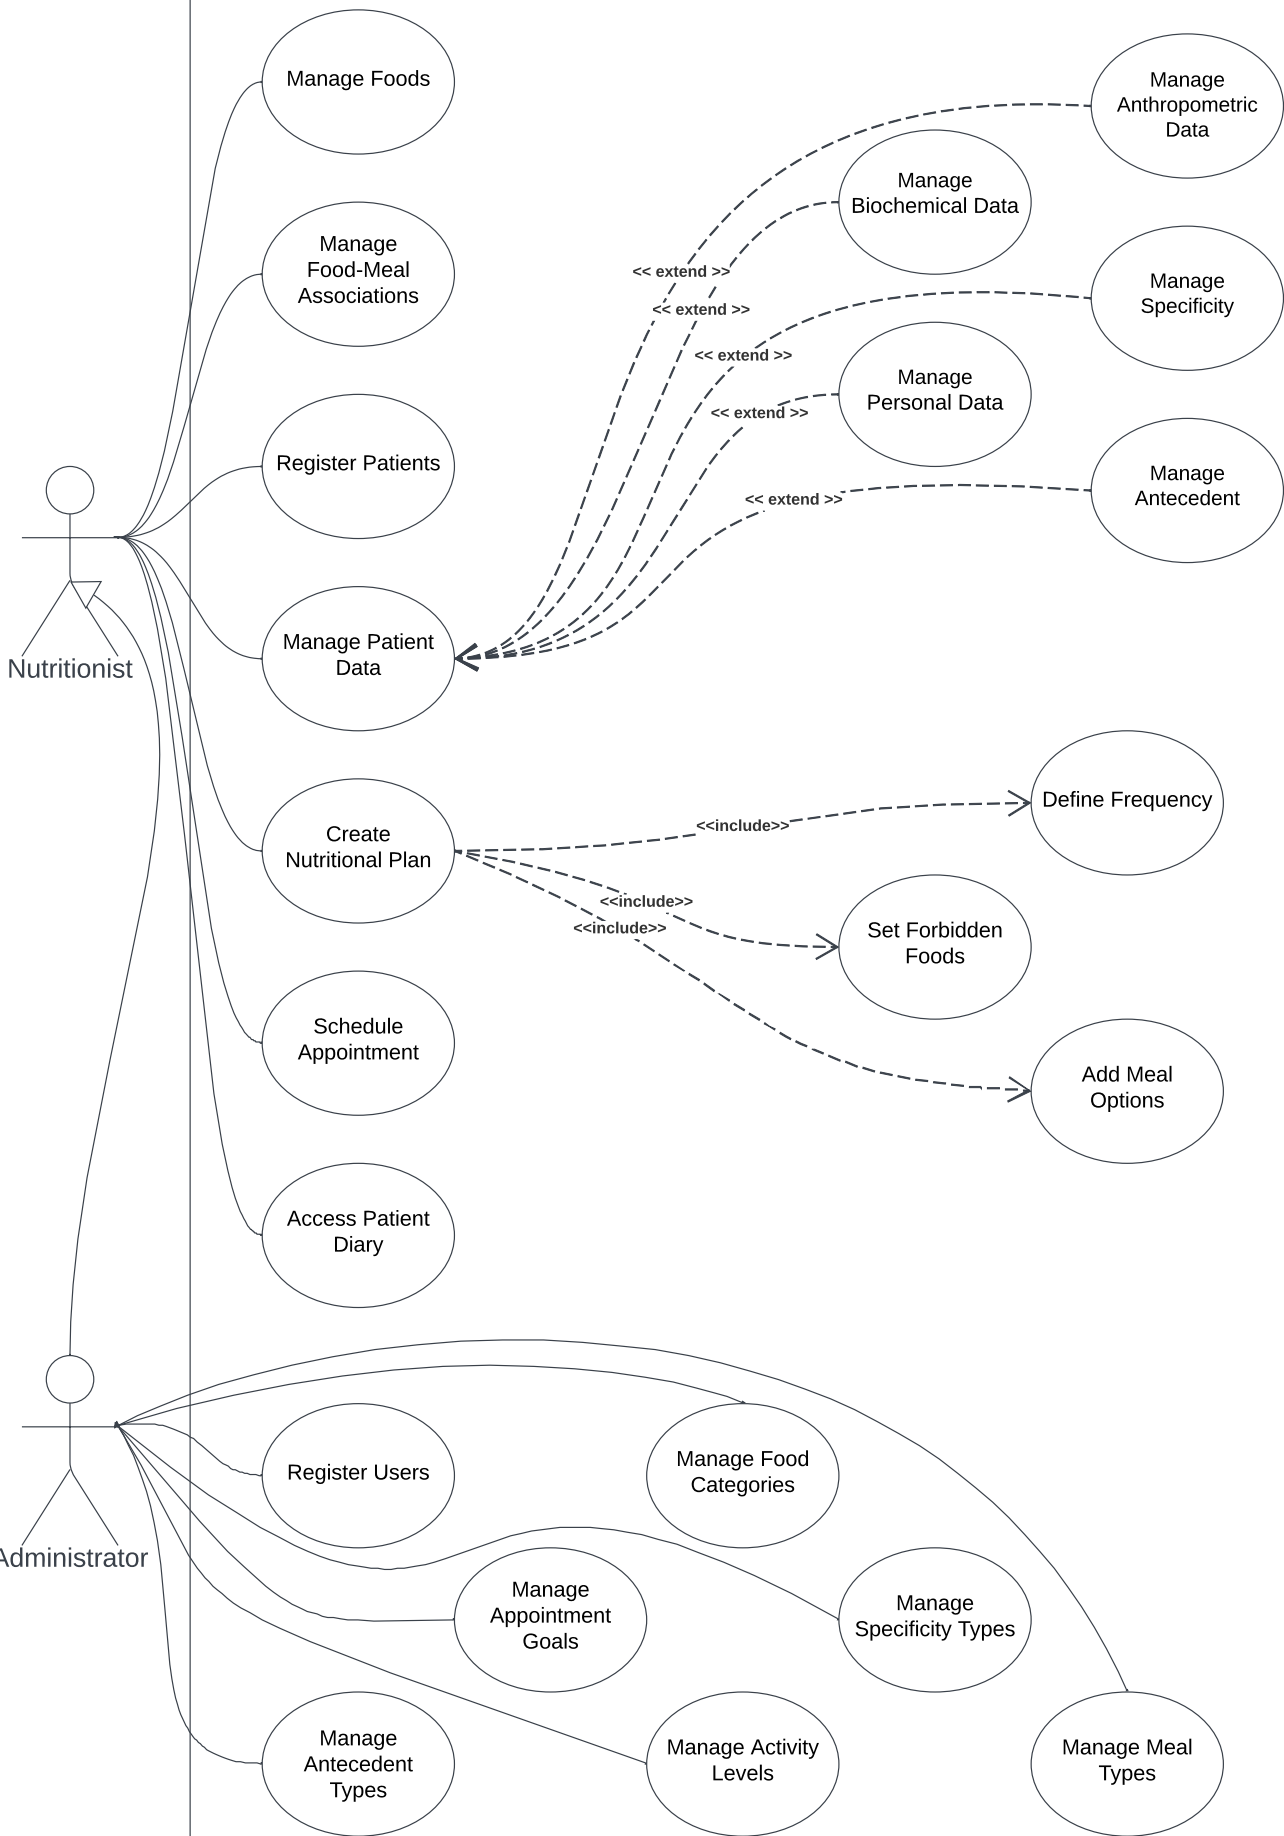 Manage Foods
Manage
Anthropometric
Data
Manage
Biochemical Data
Manage
Food-Meal
Associations
<< extend >>
Manage
Specificity
<< extend >>
<< extend >>
Manage
Personal Data
<< extend >>
Register Patients
Manage
Antecedent
<< extend >>
Nutritionist
Manage Patient
Data
Define Frequency
<<include>>
Create
Nutritional Plan
<<include>>
<<include>>
Set Forbidden
Foods
Schedule
Appointment
Add Meal
Options
Access Patient
Diary
Register Users
Manage Food
Categories
Administrator
Manage
Appointment
Goals
Manage
Specificity Types
Manage
Antecedent
Types
Manage Activity
Levels
Manage Meal
Types